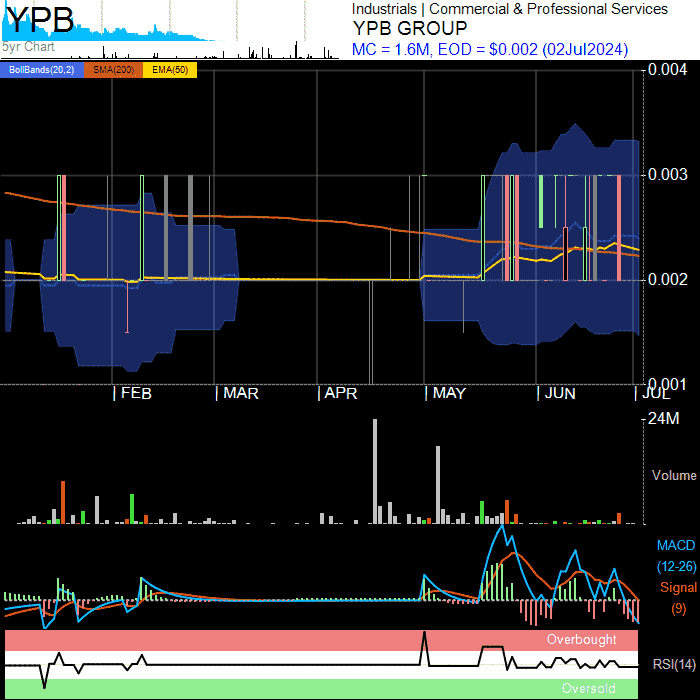 YPB
5yr Chart
Industrials | Commercial & Professional Services
YPB GROUP
MC = 1.6M, EOD = $0.002 (02Jul2024)
BollBands(20,2) SMA(200) EMA(50)
0.004
0.003
0.002
0.001
FEB MAR APR MAY JUN JUL
24M
Volume
MACD
(12-26)
Signal
(9)
Overbought
RSI(14)
Oversold